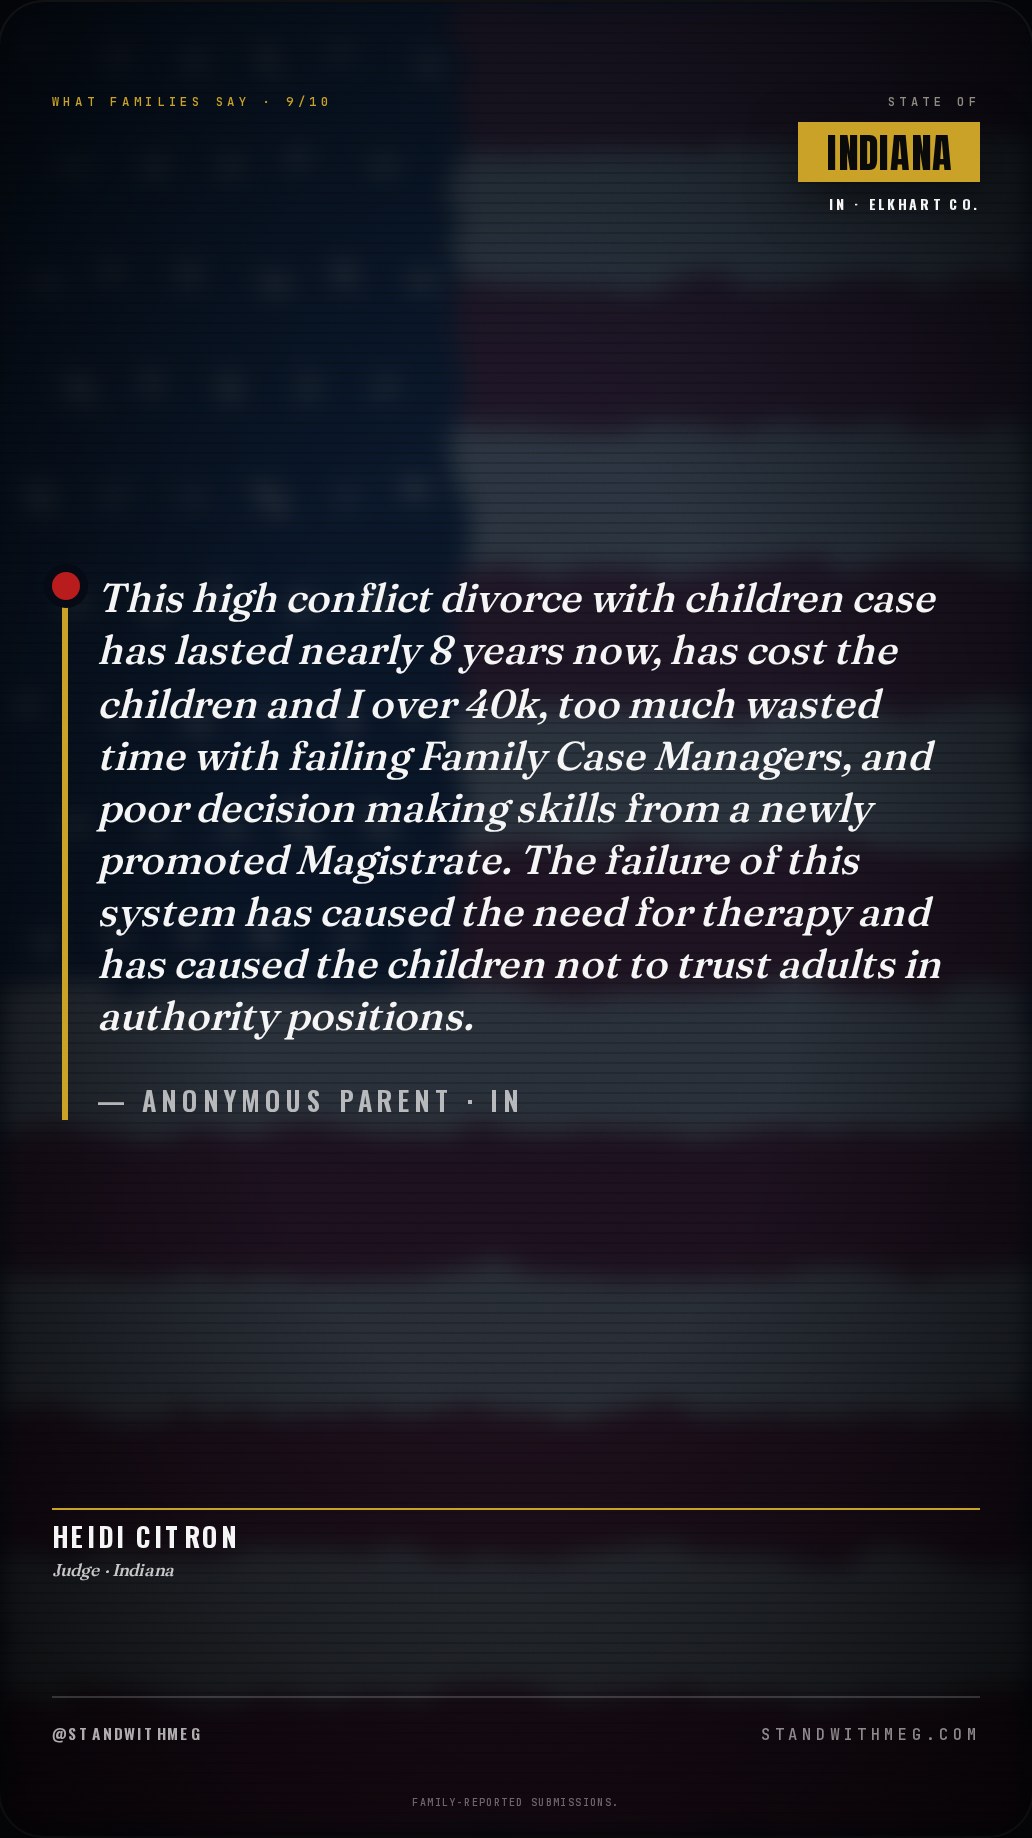 WHAT FAMILIES SAY · 9/10
STATE OF
INDIANA
IN · ELKHART CO.
This high conflict divorce with children case
has lasted nearly 8 years now, has cost the
children and I over 40k, too much wasted
time with failing Family Case Managers, and
poor decision making skills from a newly
promoted Magistrate. The failure of this
system has caused the need for therapy and
has caused the children not to trust adults in
authority positions.
— ANONYMOUS PARENT · IN
HEIDI CITRON
Judge · Indiana
@STANDWITHMEG
STANDWITHMEG.COM
FAMILY-REPORTED SUBMISSIONS.